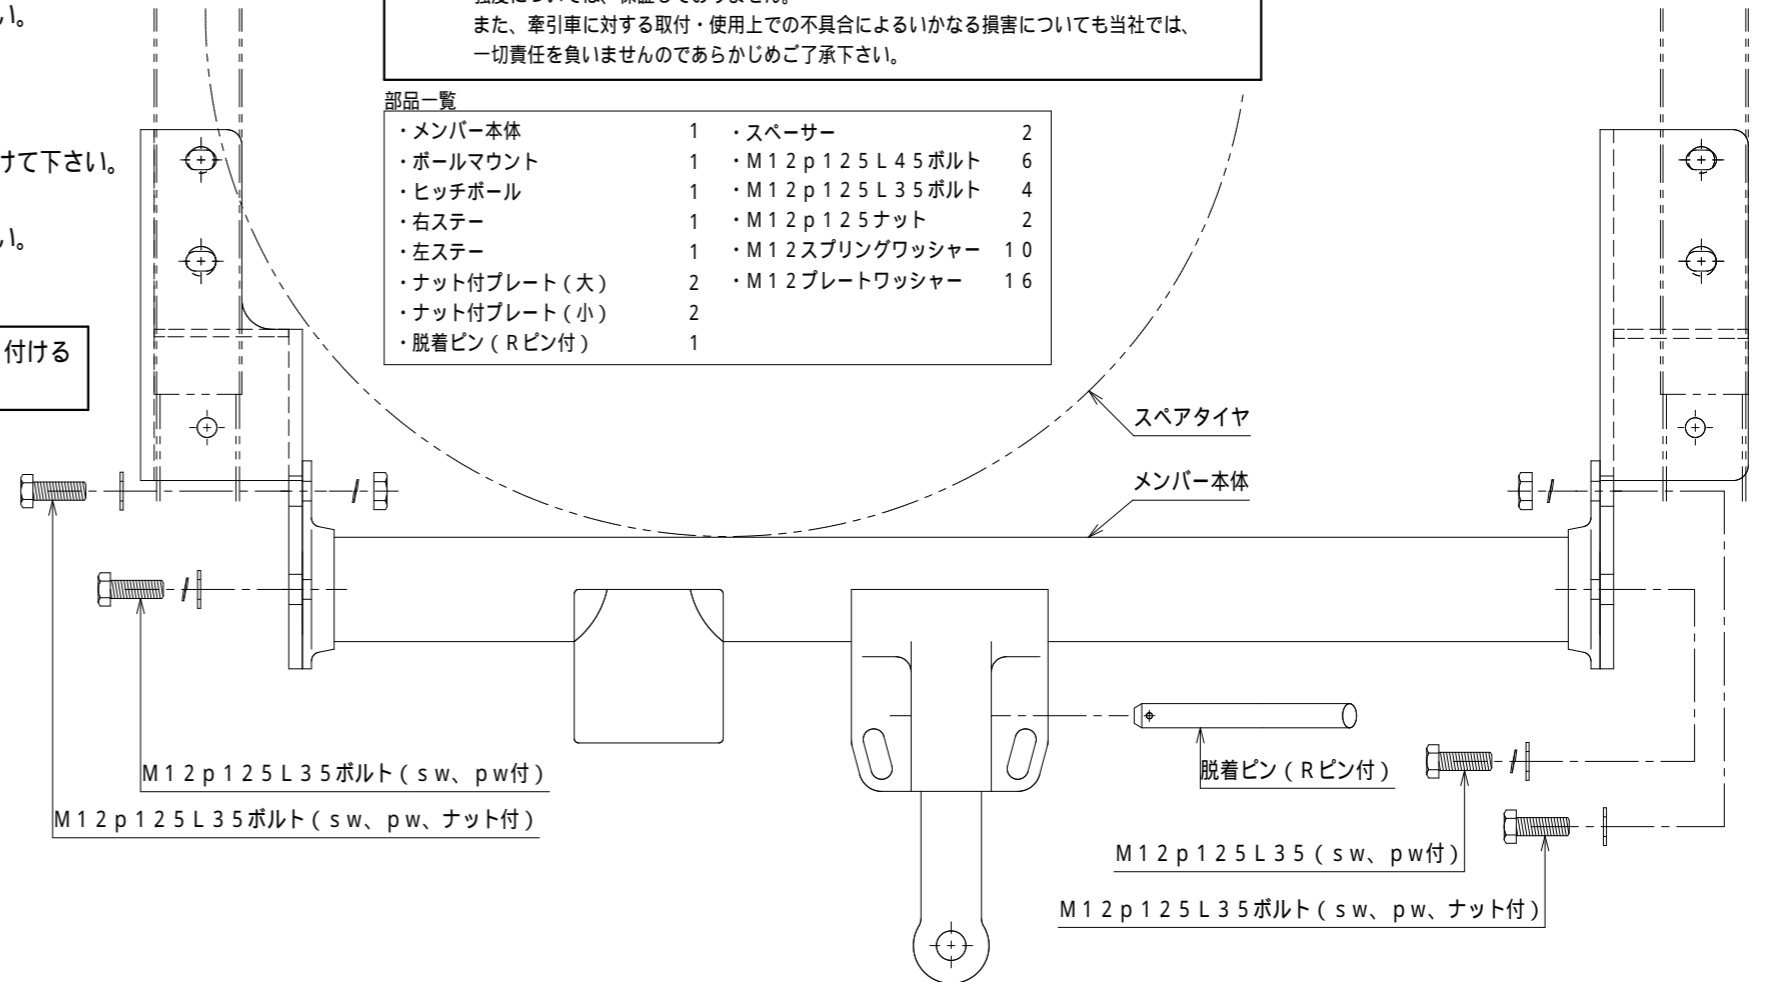 い。
強度については、保証しておりません。
また、牽引車に対する取付・使用上での不具合によるいかなる損害についても当社では、
一切責任を負いませんのであらかじめご了承下さい。
けて下さい。
い。
付ける
部品一覧
・メンバー本体 1
・ボールマウント 1
・ヒッチボール 1
・右ステー 1
・左ステー 1
・ナット付プレート(大) 2
・ナット付プレート(小) 2
・脱着ピン(Rピン付) 1
・スペーサー 2
・M12p125L45ボルト 6
・M12p125L35ボルト 4
・M12p125ナット 2
・M12スプリングワッシャー 10
・M12プレートワッシャー 16
スペアタイヤ
メンバー本体
M12p125L35ボルト(sw、pw付)
M12p125L35ボルト(sw、pw、ナット付)
脱着ピン(Rピン付)
M12p125L35(sw、pw付)
M12p125L35ボルト(sw、pw、ナット付)